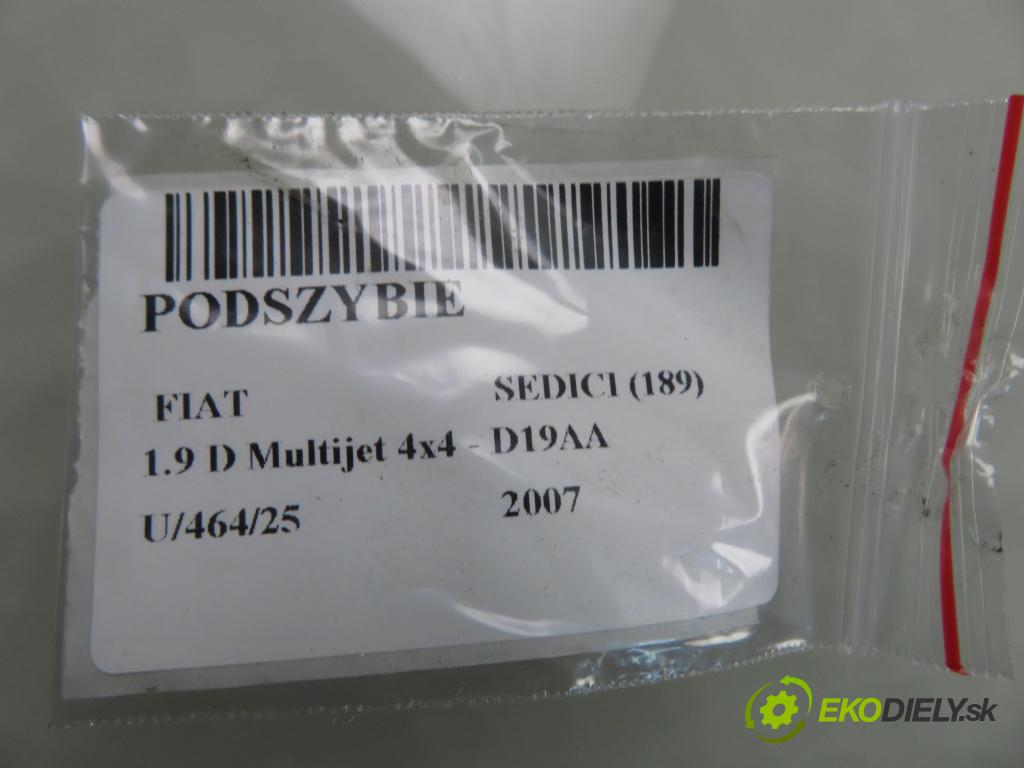 PODSZYBIE
FIAT SEDICI (189)
1.9 D Multijet 4x4 - D19AA
U/464/25 2007
EKODIELY.sk